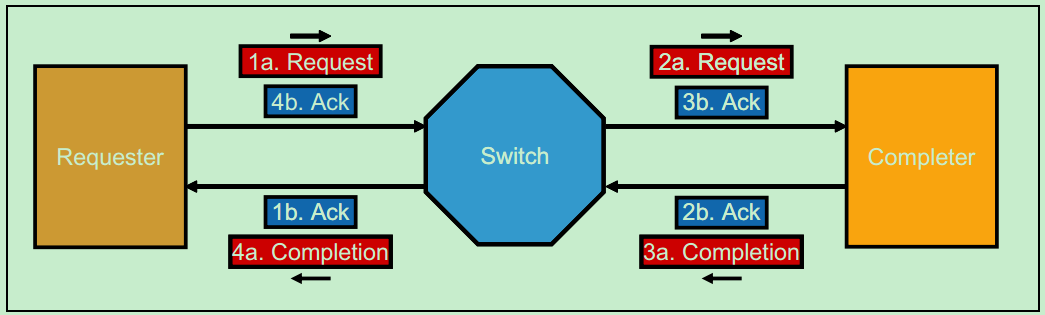 1a. Request
2a. Request
4b. Ack
3b. Ack
Requester
Switch
Completer
1b. Ack
2b. Ack
4a. Completion
3a. Completion